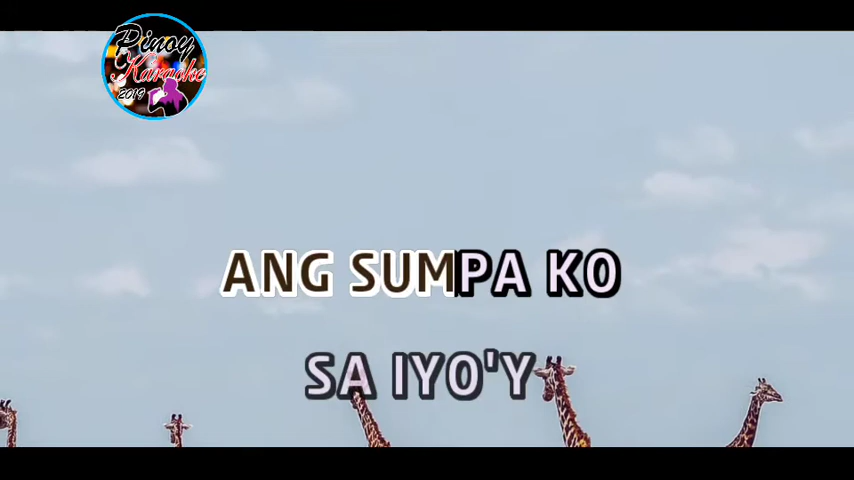 Pinoy
Karaoke
2019
ANG SUMPA KO
SA IYO'Y